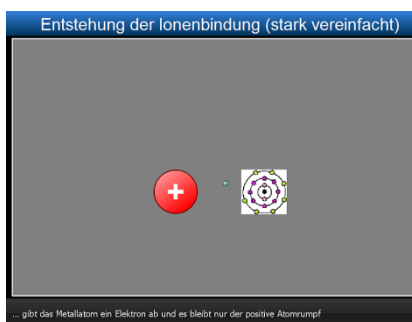 Entstehung der Ionenbindung (stark vereinfacht)
+
... gibt das Metallatom ein Elektron ab und es bleibt nur der positive Atomrumpf